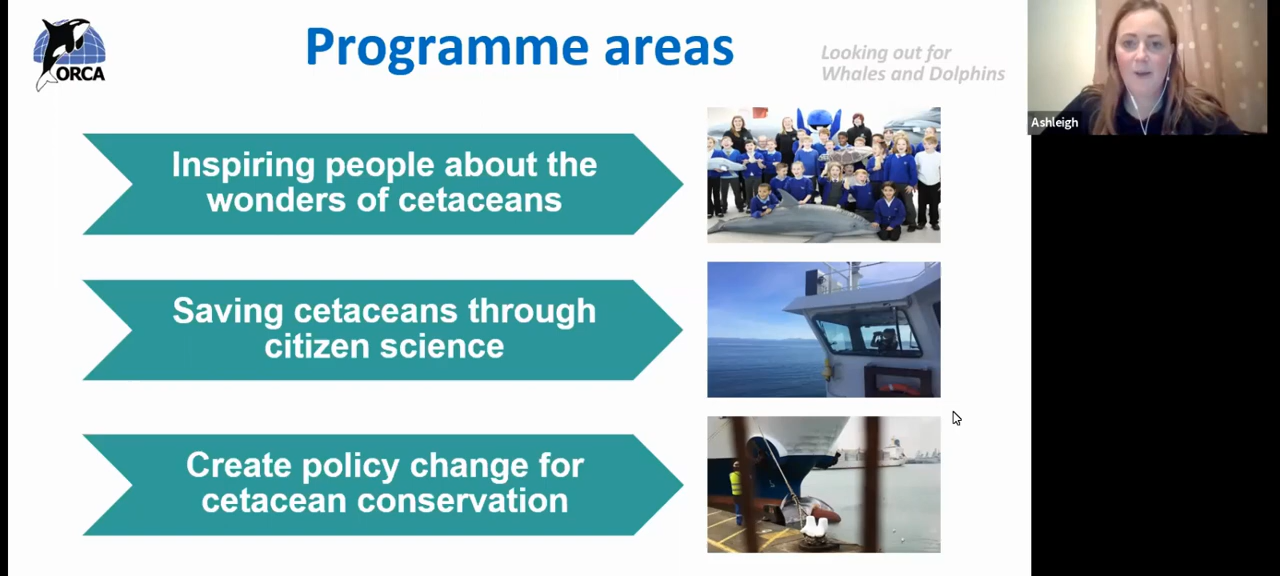 ORCA
Programme areas
Looking out for
Whales and Dolphins
Ashleigh
Inspiring people about the
wonders of cetaceans
Saving cetaceans through
citizen science
Create policy change for
cetacean conservation